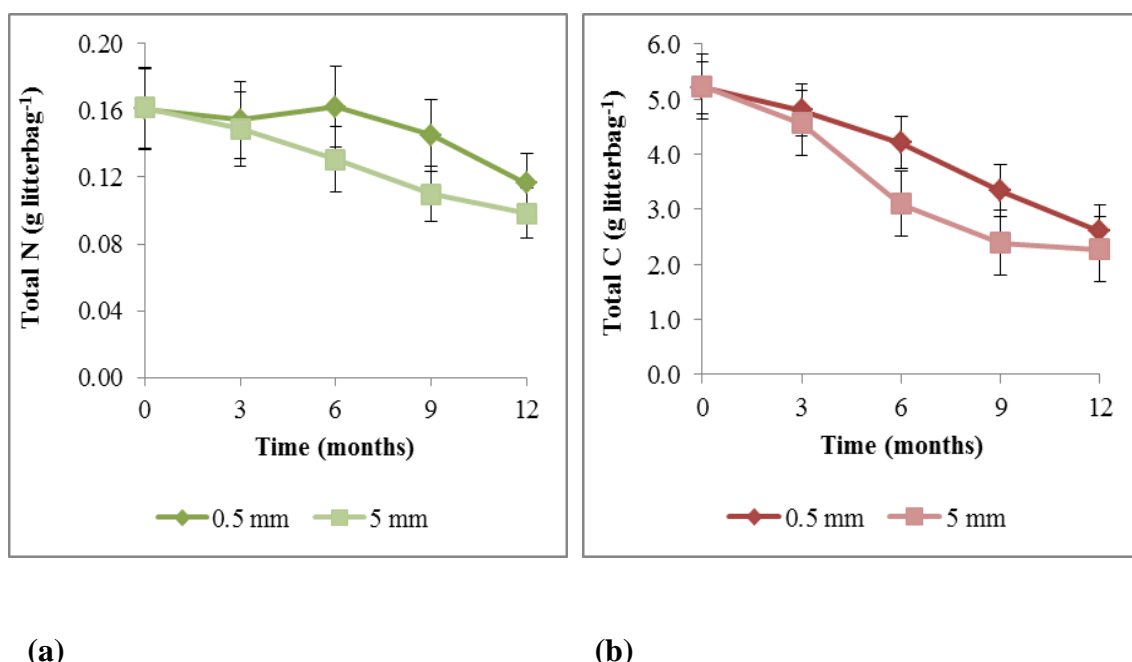 0.20
0.16
0.12
0.08
0.04
0.00
Total N (g litterbag-1)
0 3 6 9 12
Time (months)
0.5 mm 5 mm
6.0
5.0
4.0
3.0
2.0
1.0
0.0
Total C (g litterbag-1)
0 3 6 9 12
Time (months)
0.5 mm 5 mm
(a) (b)